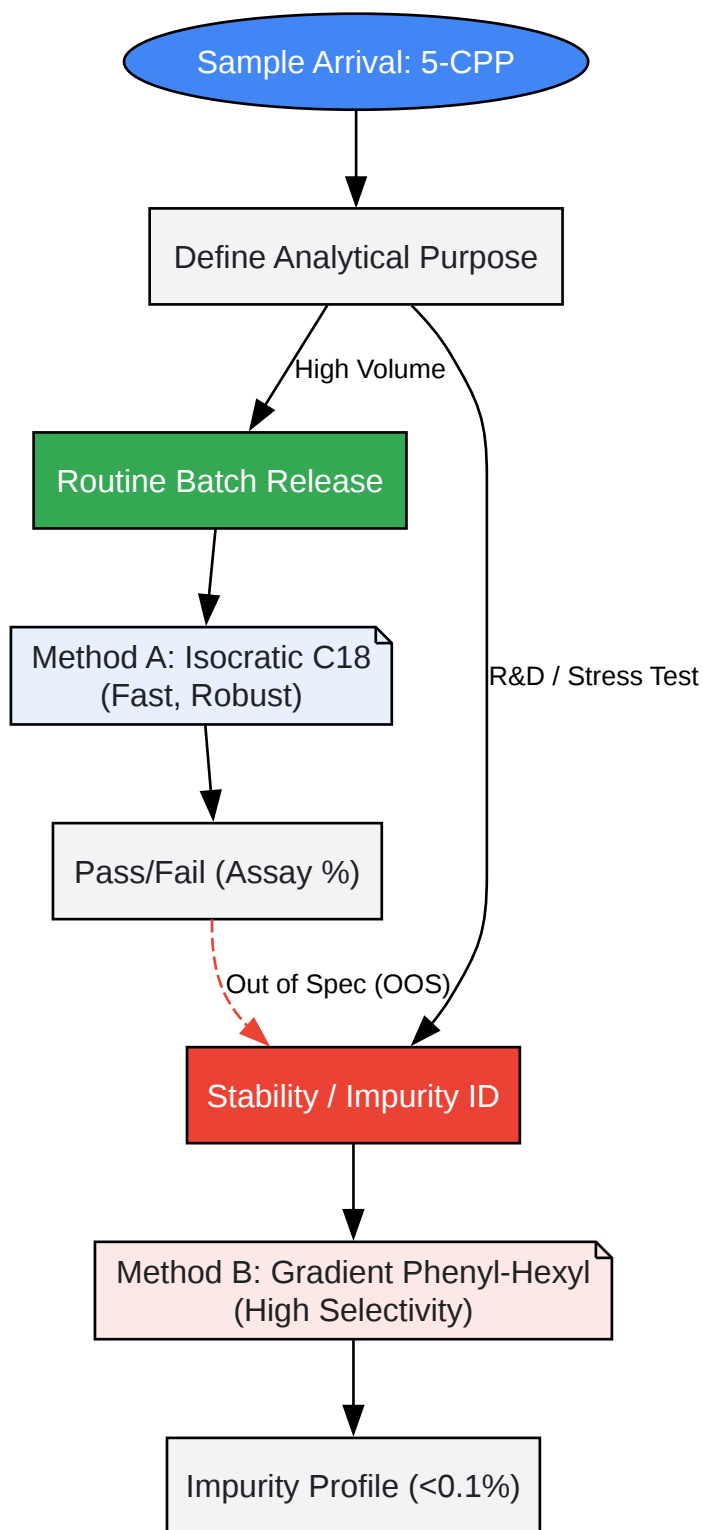 Sample Arrival: 5-CPP
Define Analytical Purpose
High Volume
Routine Batch Release
Method A: Isocratic C18
(Fast, Robust)
R&D / Stress Test
Pass/Fail (Assay %)
Out of Spec (OOS)
Stability / Impurity ID
Method B: Gradient Phenyl-Hexyl
(High Selectivity)
Impurity Profile (<0.1%)